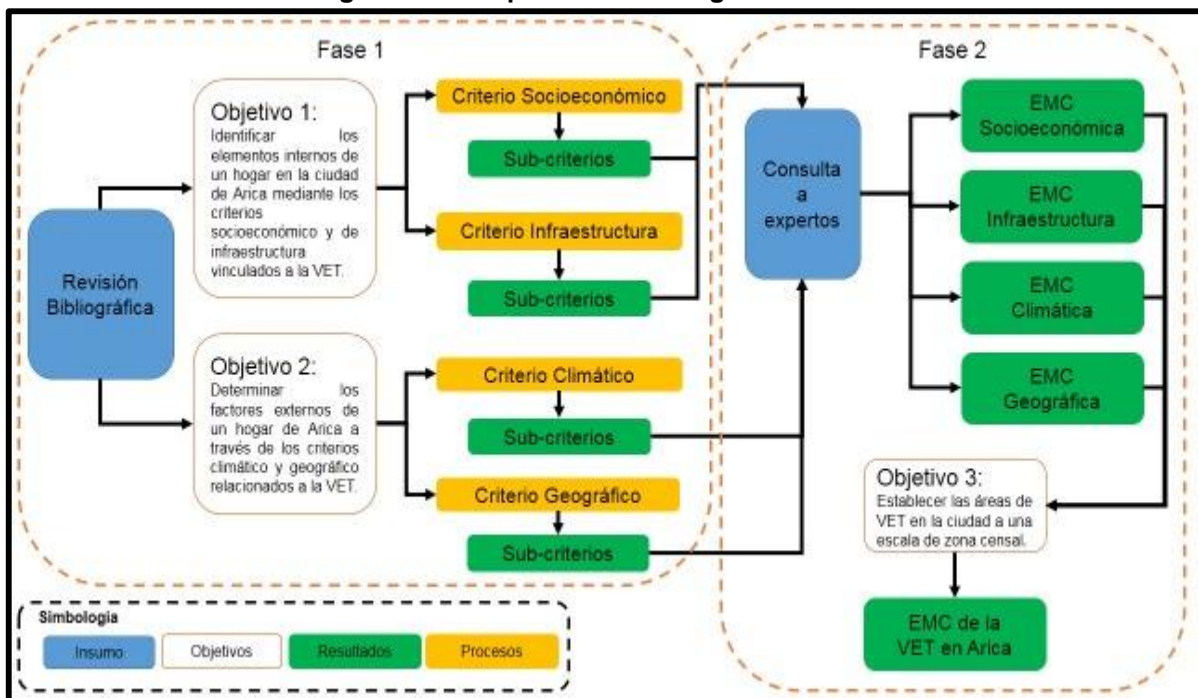 Fase 1
Objetivo 1:
Identificar los
elementos internos de
un hogar en la ciudad
de Arica mediante los
criterios
socioeconómico y de
infraestructura
vinculados a la VET.
Criterio Socioeconómico
Sub-criterios
Criterio Infraestructura
Sub-criterios
Revisión
Bibliográfica
Objetivo 2:
Determinar los
factores externos de
un hogar de Arica a
través de los criterios
climático y geográfico
relacionados a la VET.
Criterio Climático
Sub-criterios
Criterio Geográfico
Sub-criterios
Fase 2
Consulta
a
expertos
EMC
Socioeconómica
EMC
Infraestructura
EMC
Climática
EMC
Geográfica
Objetivo 3:
Establecer las áreas de
VET en la ciudad a una
escala de zona censal.
EMC de la
VET en Arica
Simbología
Insumo
Objetivos
Resultados
Procesos